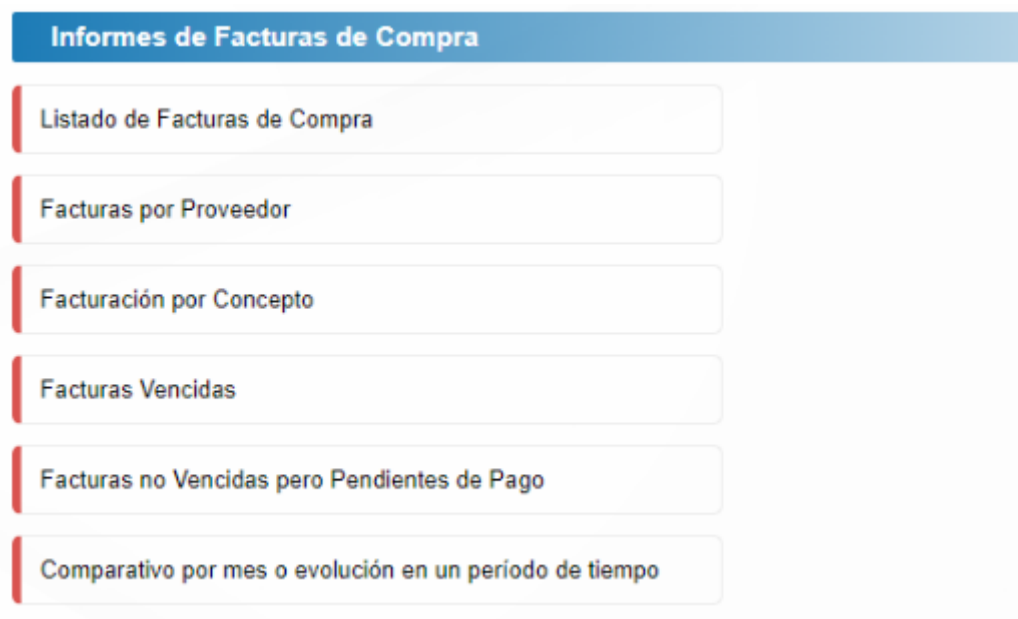 Informes de Facturas de Compra
Listado de Facturas de Compra
Facturas por Proveedor
Facturación por Concepto
Facturas Vencidas
Facturas no Vencidas pero Pendientes de Pago
Comparativo por mes o evolución en un período de tiempo